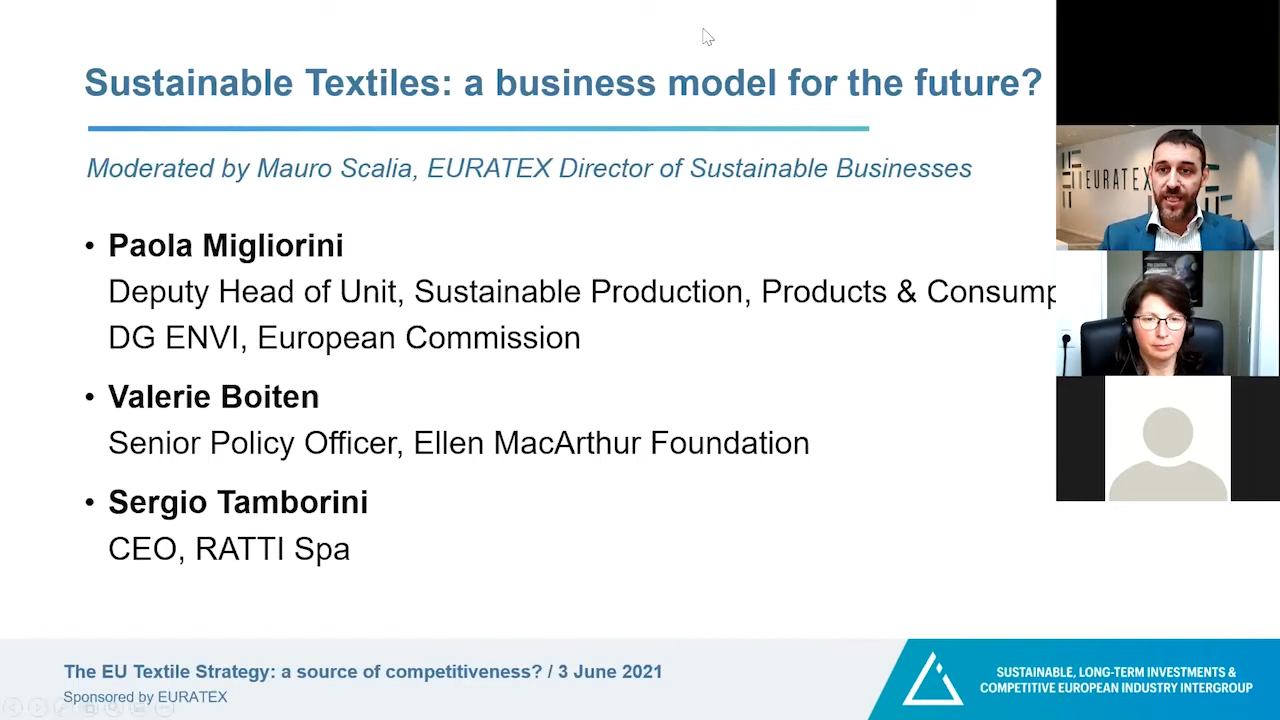 Sustainable Textiles: a business model for the future?
Moderated by Mauro Scalia, EURATEX Director of Sustainable Businesses
• Paola Migliorini
Deputy Head of Unit, Sustainable Production, Products & Consump
DG ENVI, European Commission
• Valerie Boiten
Senior Policy Officer, Ellen MacArthur Foundation
• Sergio Tamborini
CEO, RATTI Spa
EURATEX
The EU Textile Strategy: a source of competitiveness? / 3 June 2021
Sponsored by EURATEX
SUSTAINABLE, LONG-TERM INVESTMENTS &
COMPETITIVE EUROPEAN INDUSTRY INTERGROUP